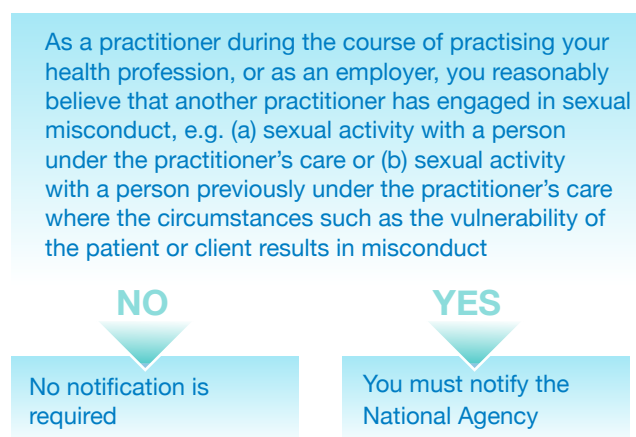 As a practitioner during the course of practising your
health profession, or as an employer, you reasonably
believe that another practitioner has engaged in sexual
misconduct, e.g. (a) sexual activity with a person
under the practitioner’s care or (b) sexual activity
with a person previously under the practitioner’s care
where the circumstances such as the vulnerability of
the patient or client results in misconduct
NO
YES
No notification is
required
You must notify the
National Agency